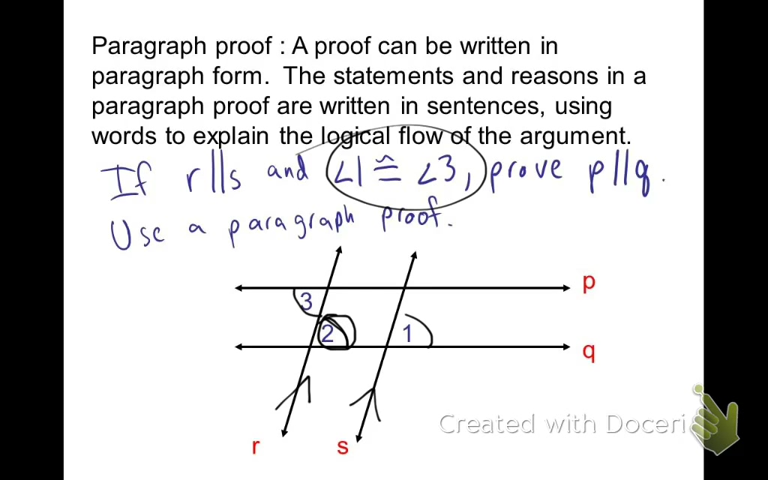 Paragraph proof : A proof can be written in
paragraph form. The statements and reasons in a
paragraph proof are written in sentences, using
words to explain the logical flow of the argument.
If r||s and ∠1 ≅ ∠3, prove p||q.
Use a paragraph proof.
3
p
2
1
q
Created with Doceri
r
s